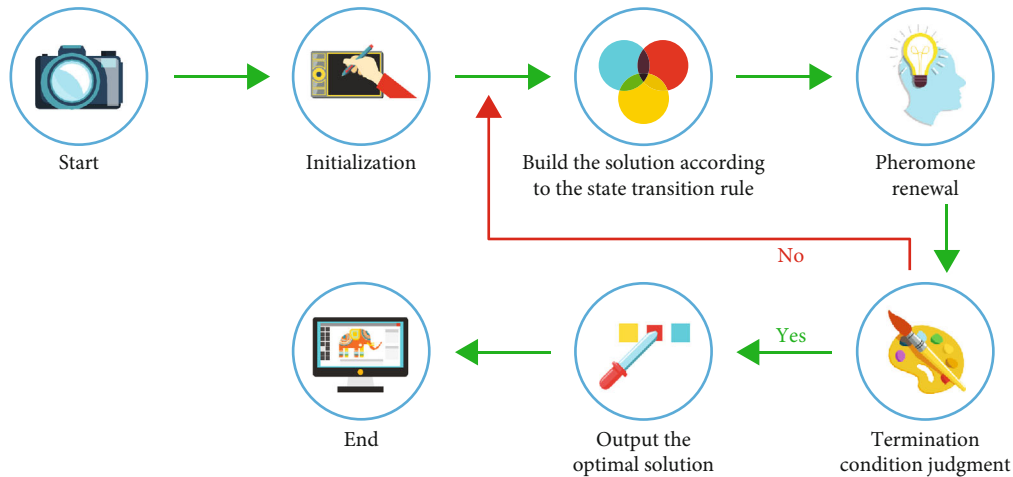 Start
Initialization
Build the solution according
to the state transition rule
Pheromone
renewal
No
Yes
End
Output the
optimal solution
Termination
condition judgment